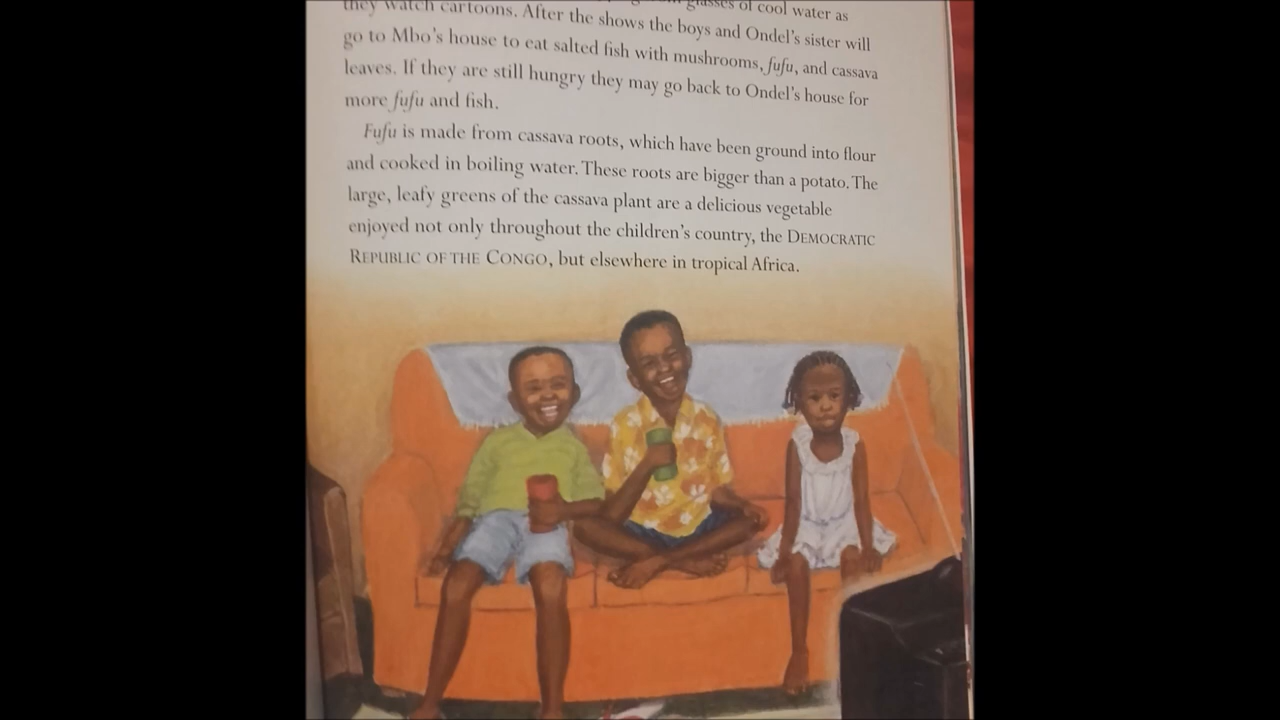 glasses of cool water as
they watch cartoons. After the shows the boys and Ondel's sister will
go to Mbo's house to eat salted fish with mushrooms, fufu, and cassava
leaves. If they are still hungry they may go back to Ondel's house for
more fufu and fish.
Fufu is made from cassava roots, which have been ground into flour
and cooked in boiling water. These roots are bigger than a potato. The
large, leafy greens of the cassava plant are a delicious vegetable
enjoyed not only throughout the children's country, the DEMOCRATIC
REPUBLIC OF THE CONGO, but elsewhere in tropical Africa.